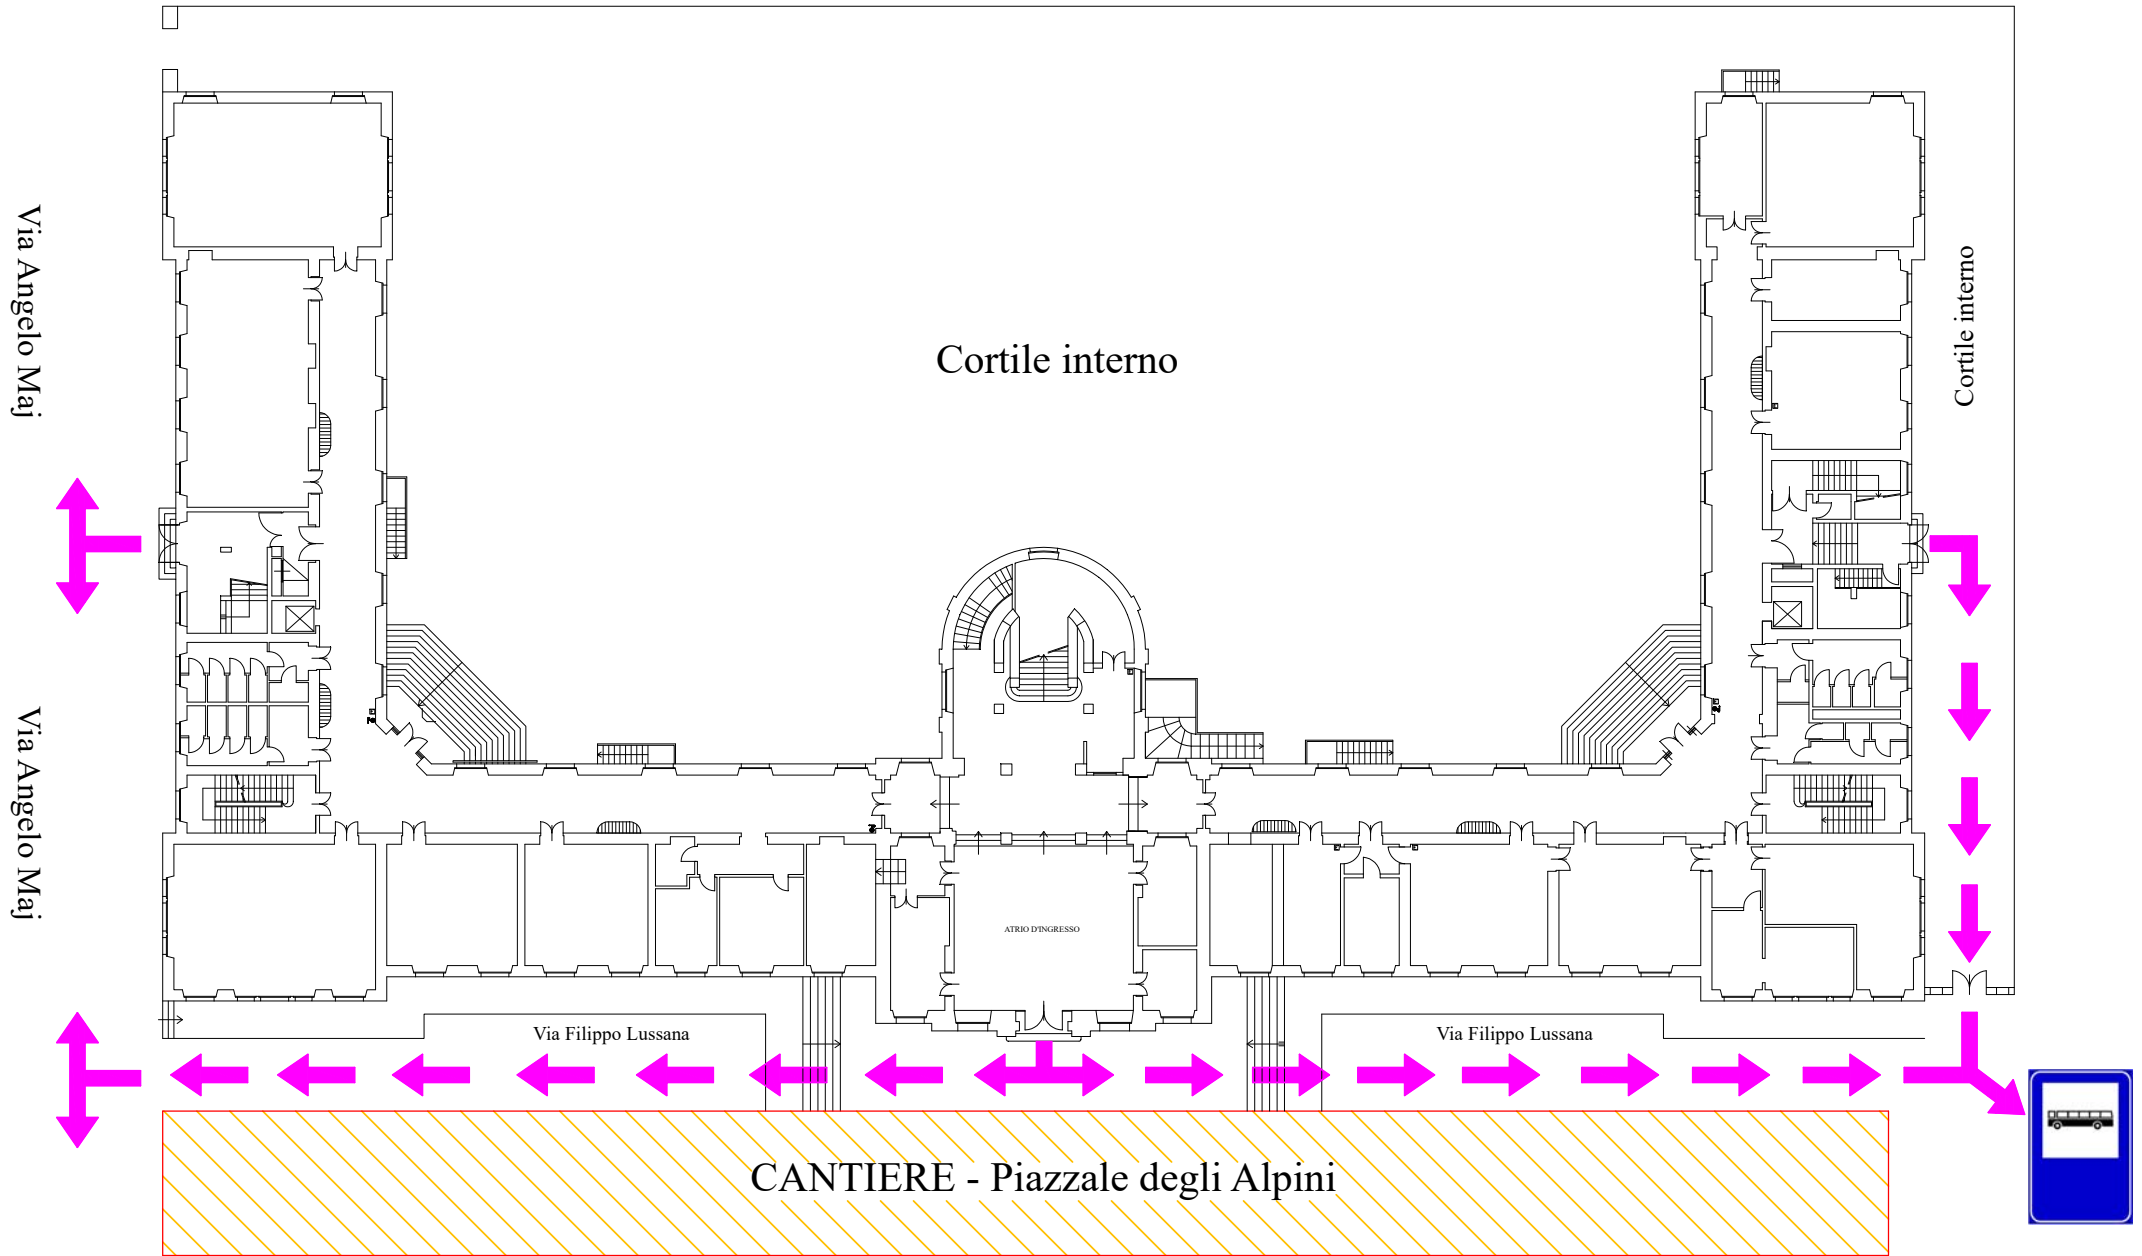 Via Angelo Maj
Cortile interno
Cortile interno
Via Angelo Maj
ATRIO D'INGRESSO
Via Filippo Lussana
Via Filippo Lussana
CANTIERE - Piazzale degli Alpini